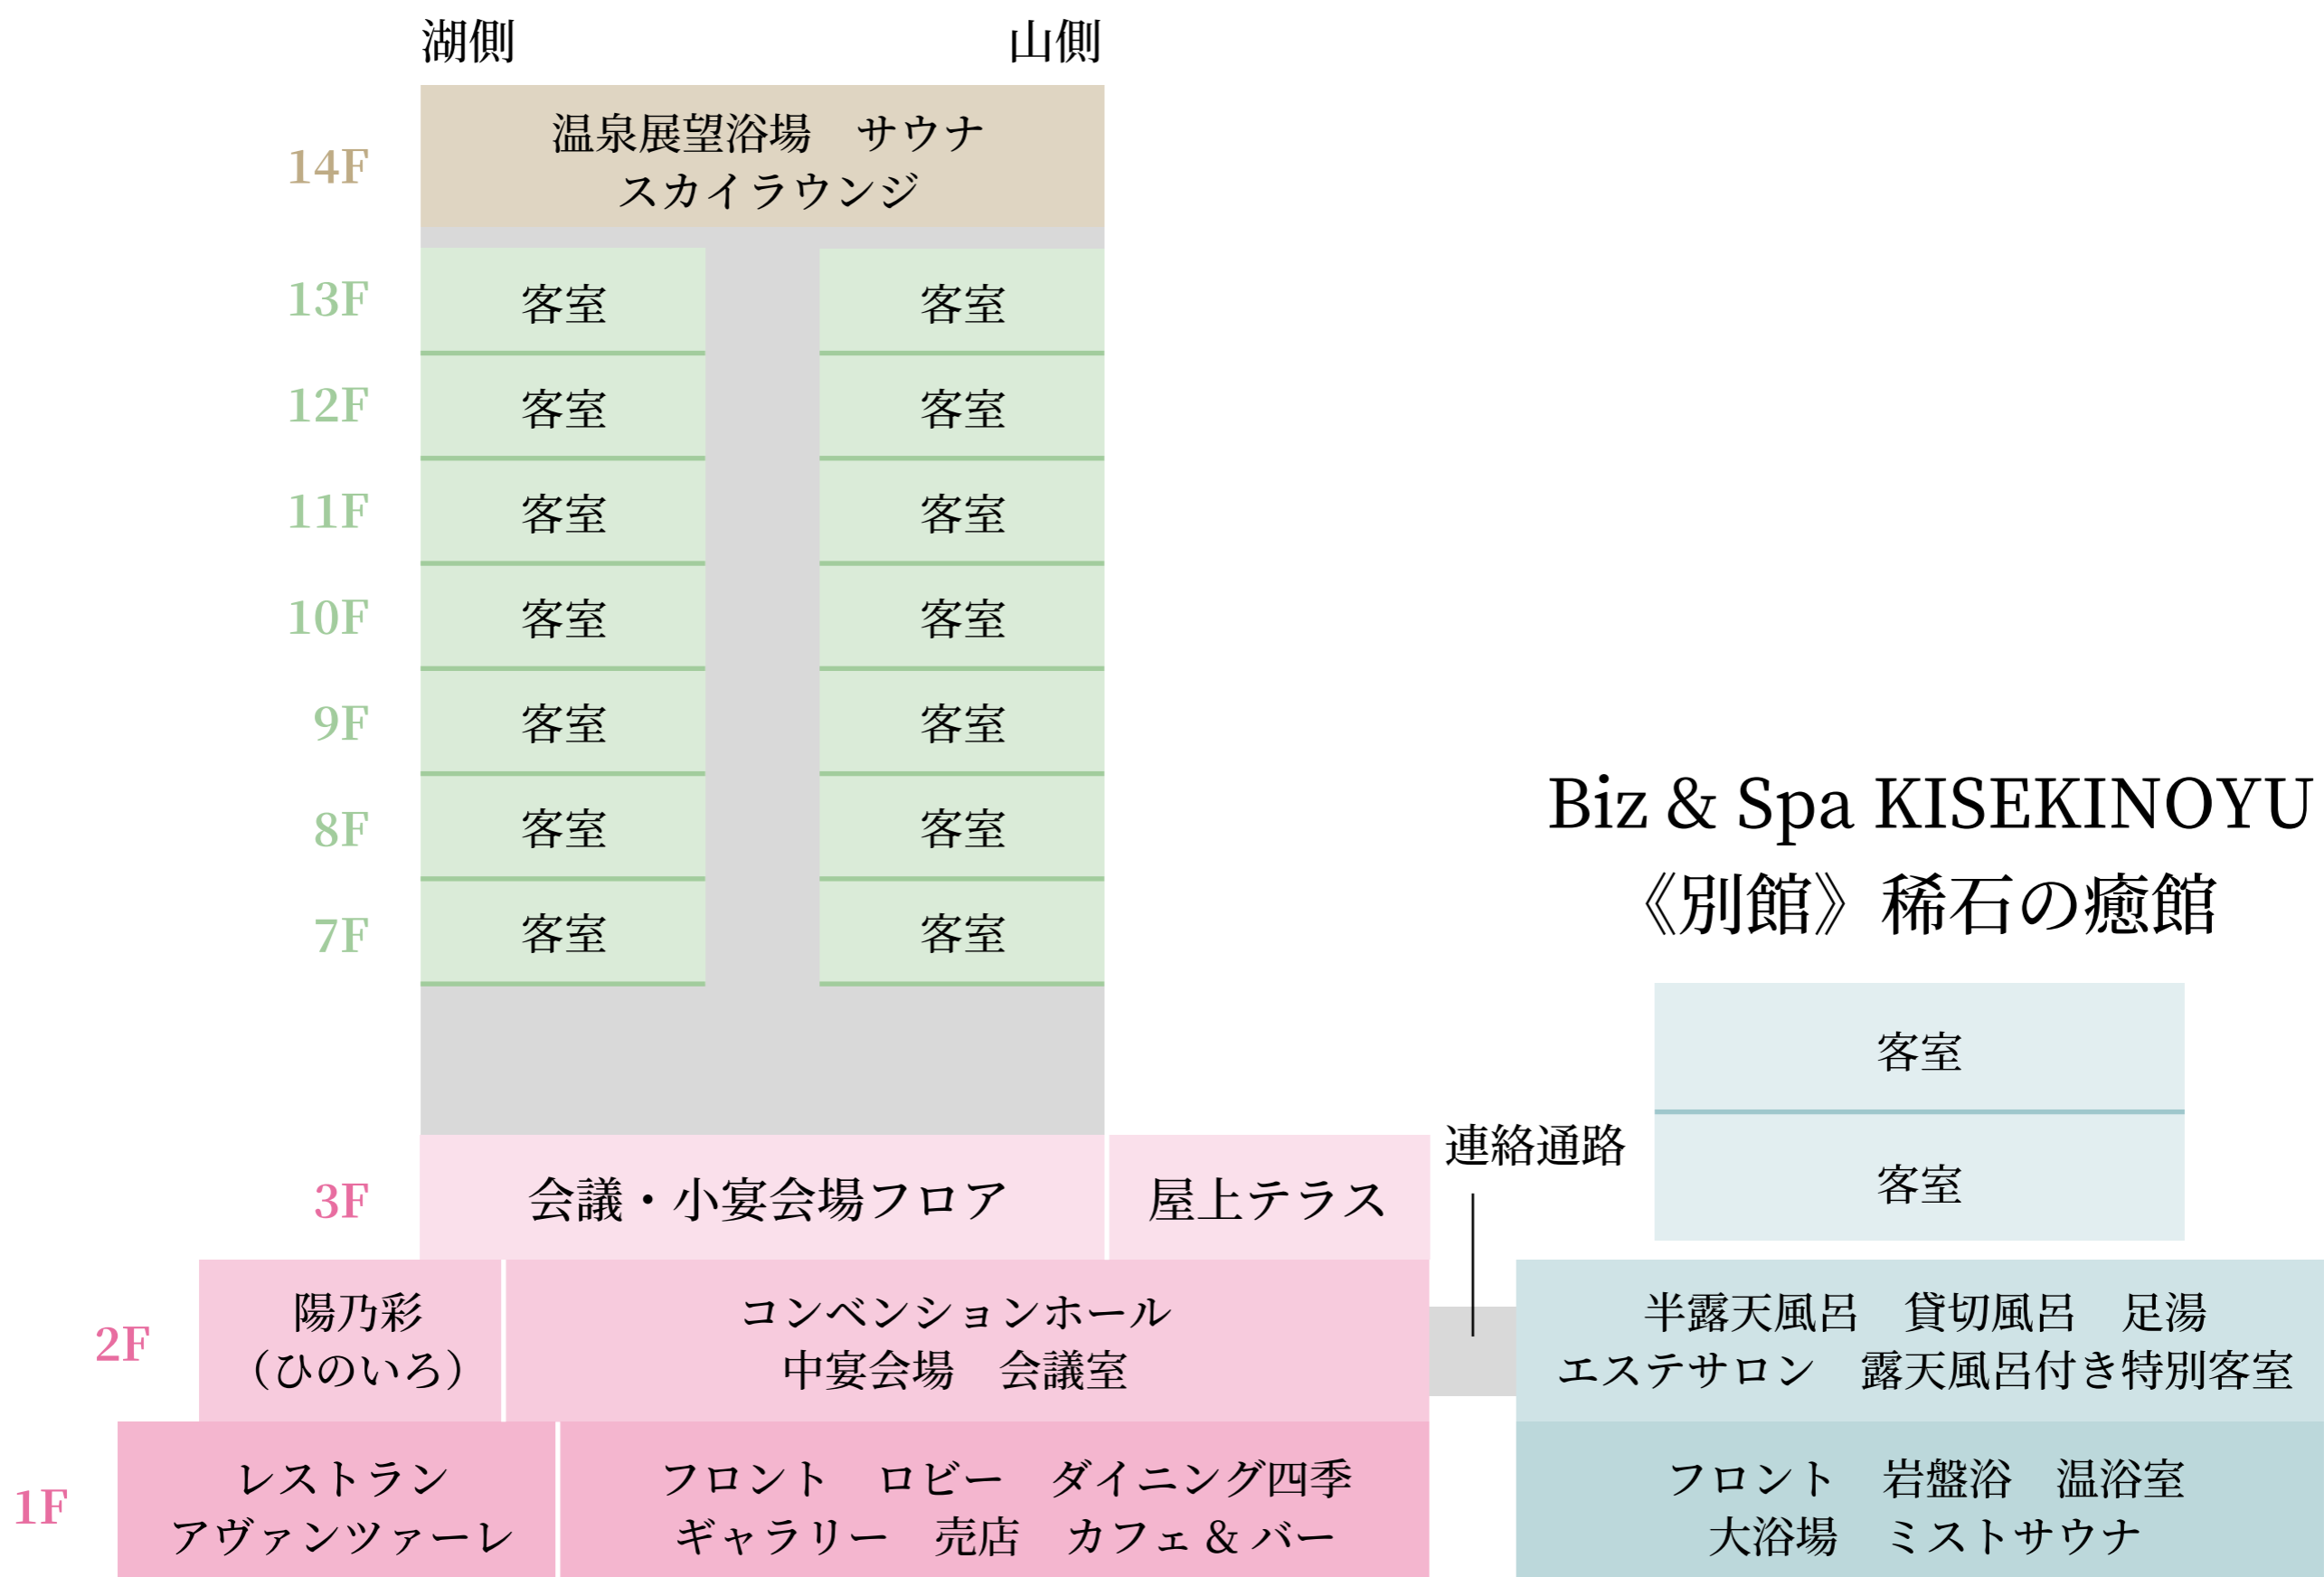 湖側 山側
14F
温泉展望浴場　サウナ
スカイラウンジ
13F 客室 客室
12F 客室 客室
11F 客室 客室
10F 客室 客室
9F 客室 客室
8F 客室 客室
7F 客室 客室
3F 会議・小宴会場フロア 屋上テラス
2F
陽乃彩
（ひのいろ）
コンベンションホール
中宴会場　会議室
1F
レストラン
アヴァンツァーレ
フロント　ロビー　ダイニング四季
ギャラリー　売店　カフェ & バー
連絡通路
Biz & Spa KISEKINOYU
《別館》稀石の癒館
客室
客室
半露天風呂　貸切風呂　足湯
エステサロン　露天風呂付き特別客室
フロント　岩盤浴　温浴室
大浴場　ミストサウナ